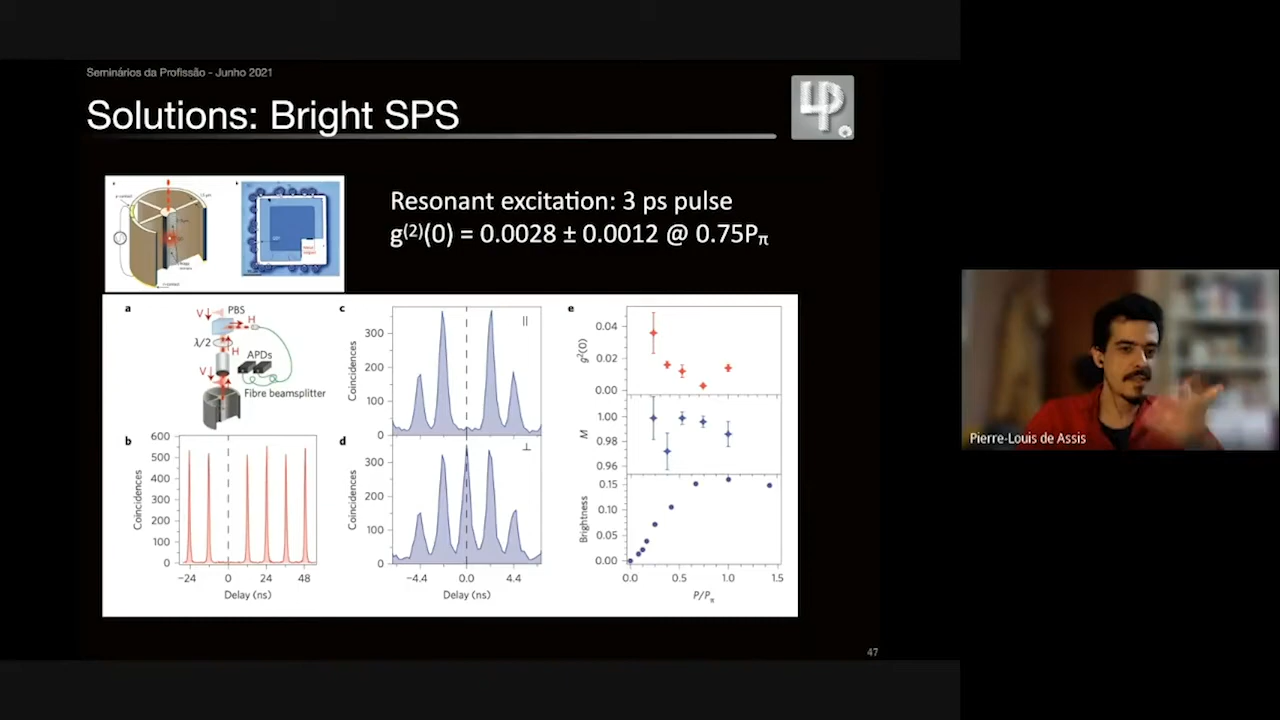 Seminários da Profissão - Junho 2021
Solutions: Bright SPS
Resonant excitation: 3 ps pulse
g(2)(0) = 0.0028 ± 0.0012 @ 0.75Pπ
a
V
PBS
H
λ/2
H
APDs
V
Fibre beamsplitter
b
600
500
400
300
200
100
0
Coincidences
−24
0
24
48
Delay (ns)
c
||
300
200
100
0
Coincidences
d
⊥
300
200
100
0
Coincidences
−4.4
0.0
4.4
Delay (ns)
e
0.04
0.02
0.00
g²(0)
1.00
0.98
0.96
M
0.15
0.10
0.05
0.00
Brightness
0.0
0.5
1.0
1.5
P/Pπ
47
Pierre-Louis de Assis